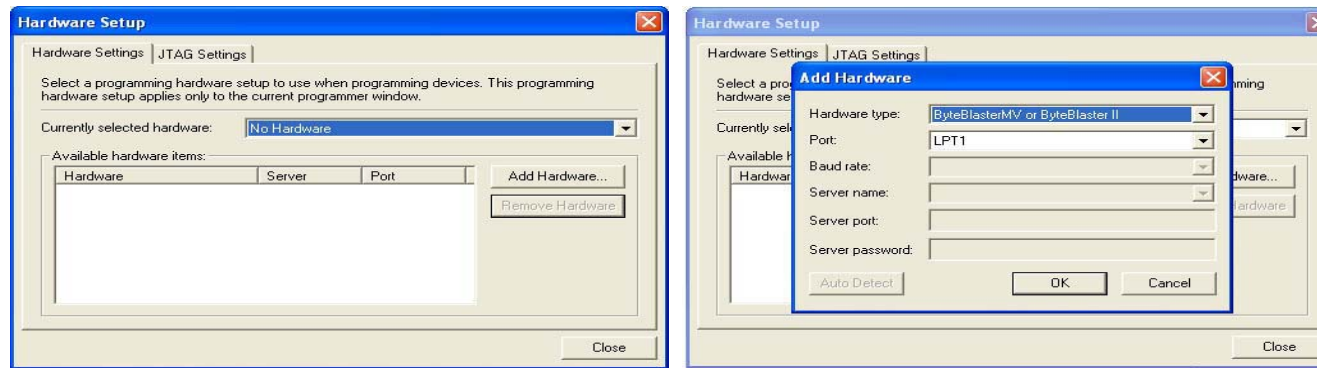 Hardware Setup
Hardware Settings JTAG Settings
Select a programming hardware setup to use when programming devices. This programming
hardware setup applies only to the current programmer window.
Currently selected hardware: No Hardware
Available hardware items:
Hardware Server Port
Add Hardware...
Remove Hardware
Close
Hardware Setup
Hardware Settings JTAG Settings
Select a pro mming
hardware se
Currently sel
Available h
Hardwar dware...
ardware
Add Hardware
Hardware type: ByteBlasterMV or ByteBlaster II
Port: LPT1
Baud rate:
Server name:
Server port:
Server password:
Auto Detect OK Cancel
Close